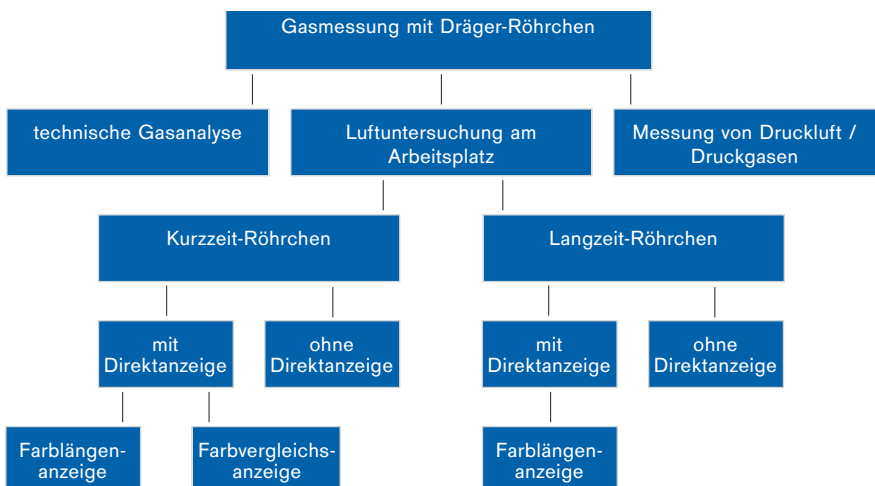 Gasmessung mit Dräger-Röhrchen
technische Gasanalyse
Luftuntersuchung am
Arbeitsplatz
Messung von Druckluft /
Druckgasen
Kurzzeit-Röhrchen
Langzeit-Röhrchen
mit
Direktanzeige
ohne
Direktanzeige
mit
Direktanzeige
ohne
Direktanzeige
Farblängen-
anzeige
Farbvergleichs-
anzeige
Farblängen-
anzeige